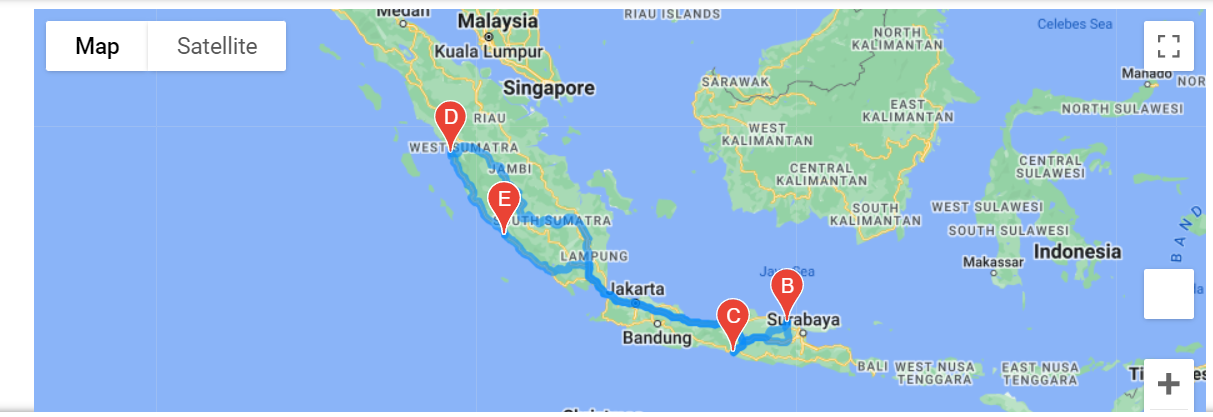 Map
Satellite
Medan
Malaysia
Kuala Lumpur
Singapore
RIAU ISLANDS
NORTH
KALIMANTAN
Celebes Sea
SARAWAK
Manado
NOR
NORTH SULAWESI
EAST
KALIMANTAN
D
RIAU
WEST SUMATRA
WEST
KALIMANTAN
JAMBI
CENTRAL
KALIMANTAN
CENTRAL
SULAWESI
E
SOUTH SUMATRA
SOUTH
KALIMANTAN
WEST SULAWESI
SOUTH SULAWESI
BAND
Indonesia
LAMPUNG
Makassar
Java Sea
B
la
Jakarta
C
Surabaya
Bandung
BALI
WEST NUSA
TENGGARA
EAST NUSA
TENGGARA
+